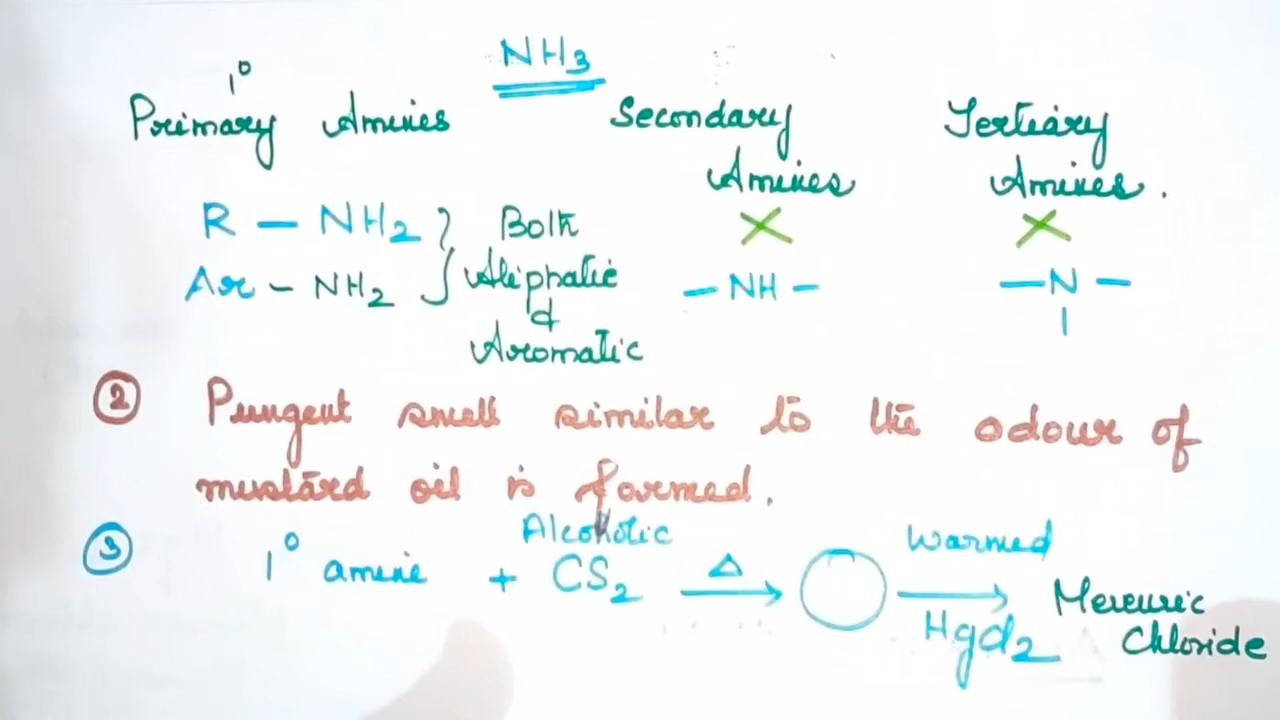 NH3
1°
Primary Amines
Secondary Amines
Tertiary Amines.
R — NH2 } Both Aliphatic & Aromatic
Ar — NH2
X
— NH —
X
— N —
|
② Pungent smell similar to the odour of
mustard oil is formed.
③ 1° amine + Alcoholic CS2 Δ → ○ Warmed → HgCl2 Mercuric Chloride